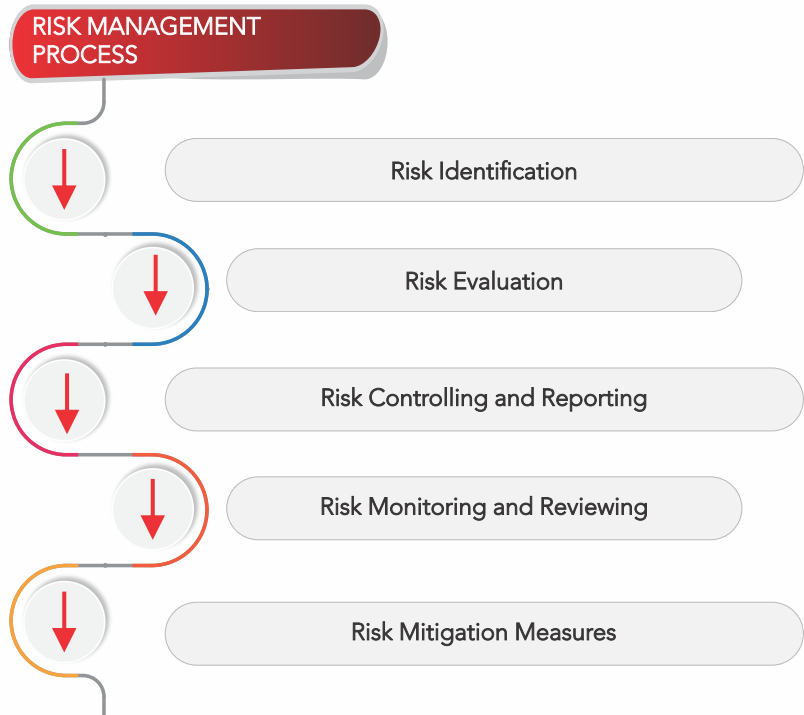 RISK MANAGEMENT
PROCESS
Risk Identification
Risk Evaluation
Risk Controlling and Reporting
Risk Monitoring and Reviewing
Risk Mitigation Measures